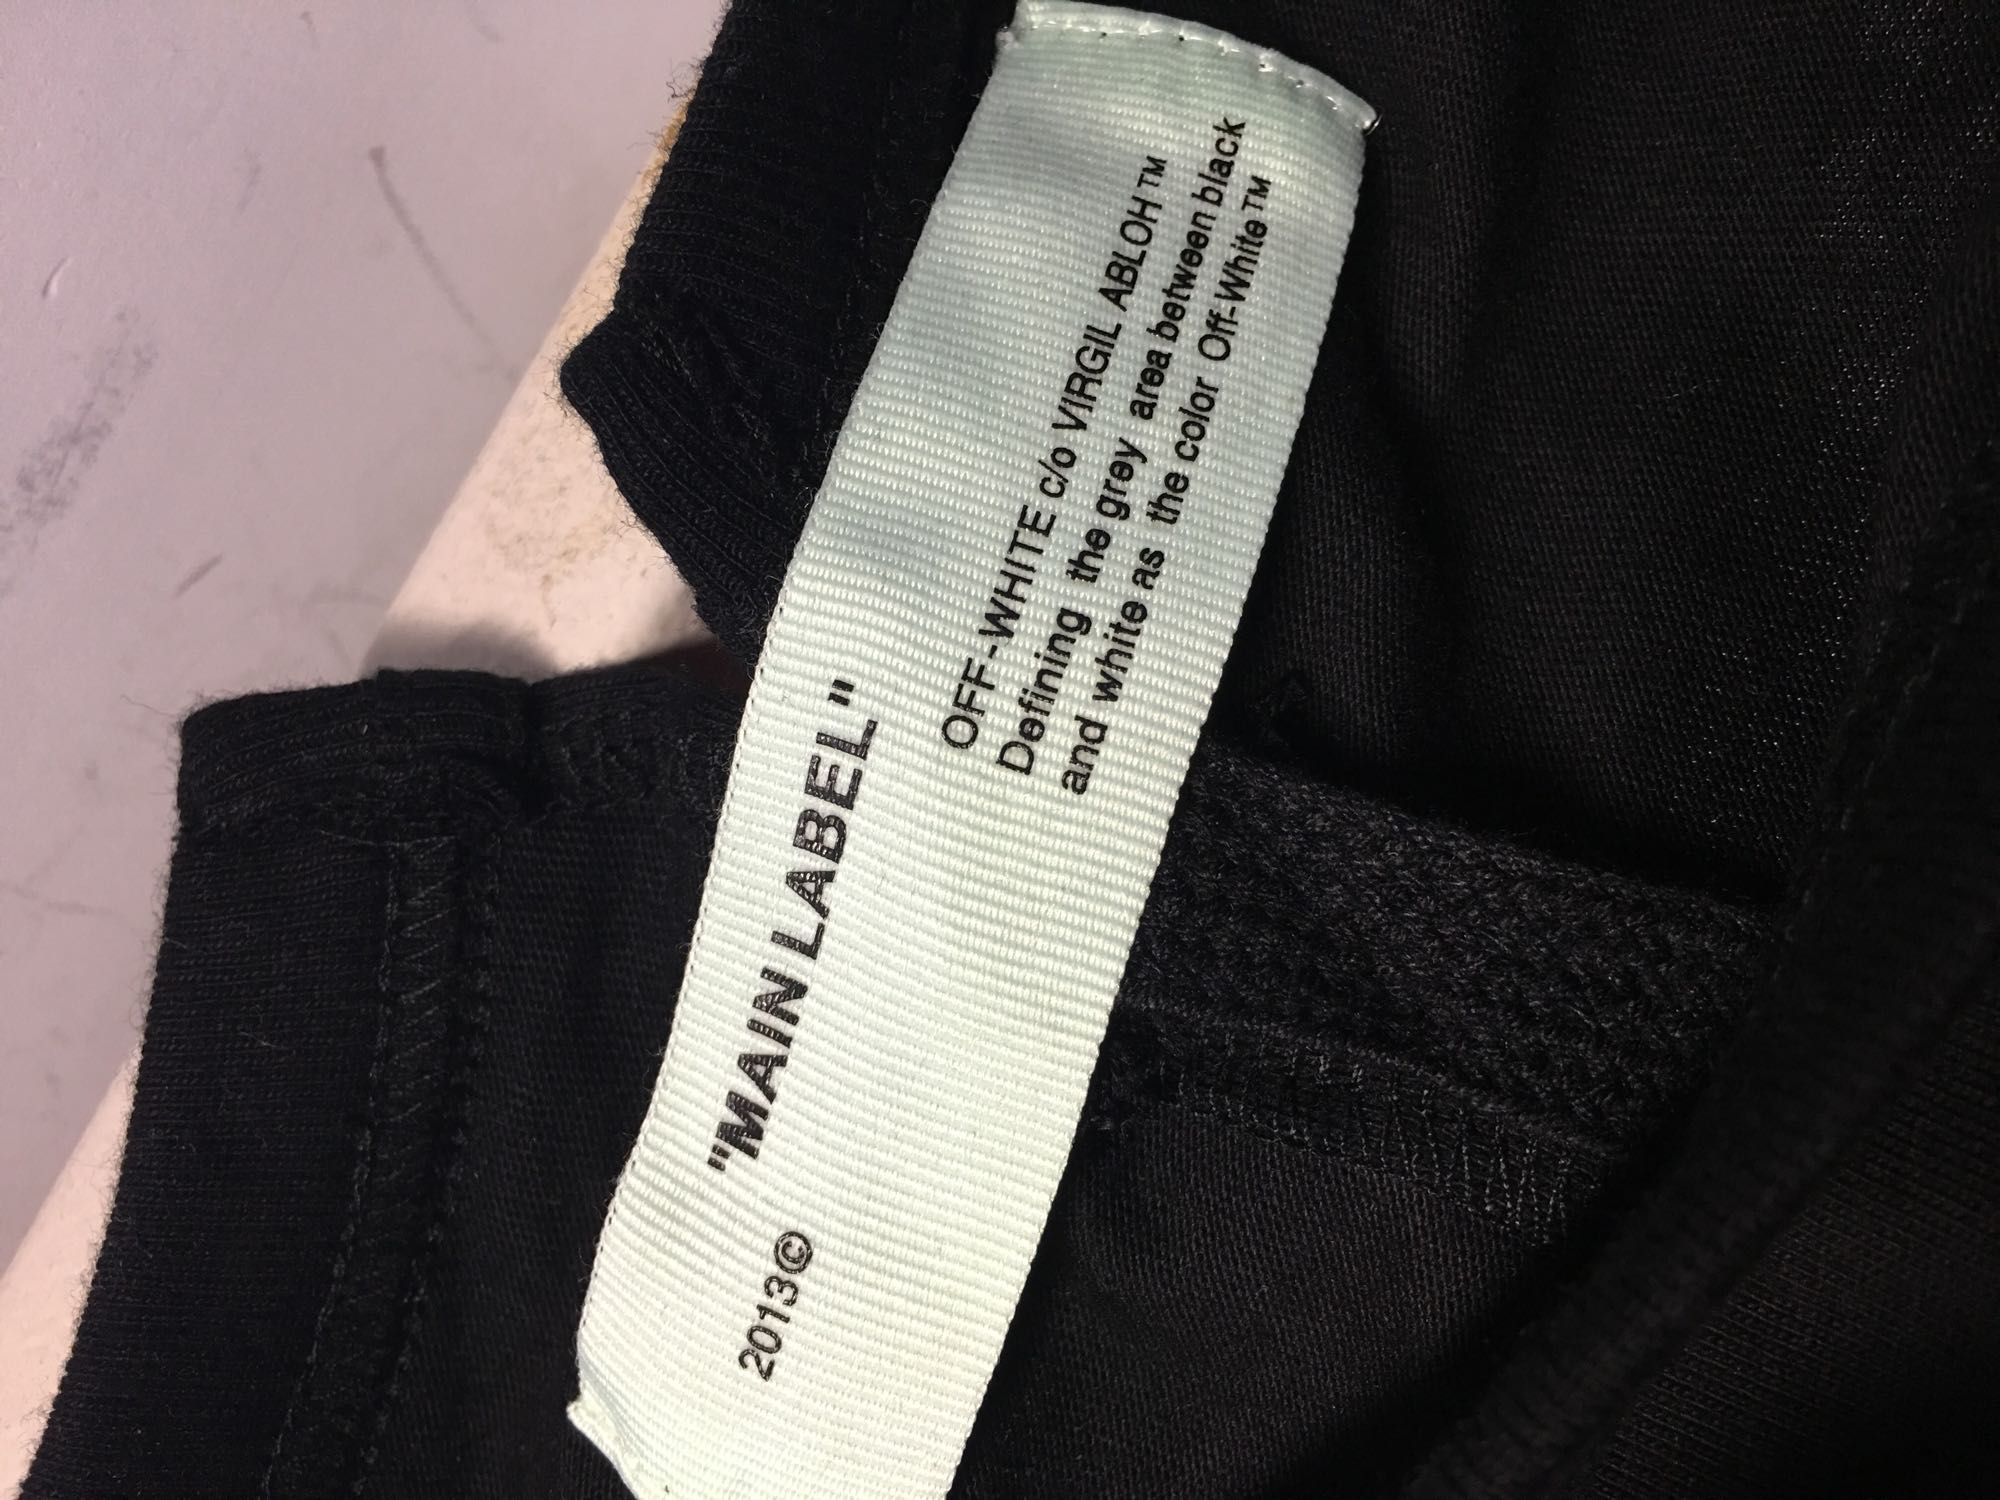 2013© "MAIN LABEL"
OFF-WHITE c/o VIRGIL ABLOH™
Defining the grey area between black
and white as the color Off-White™